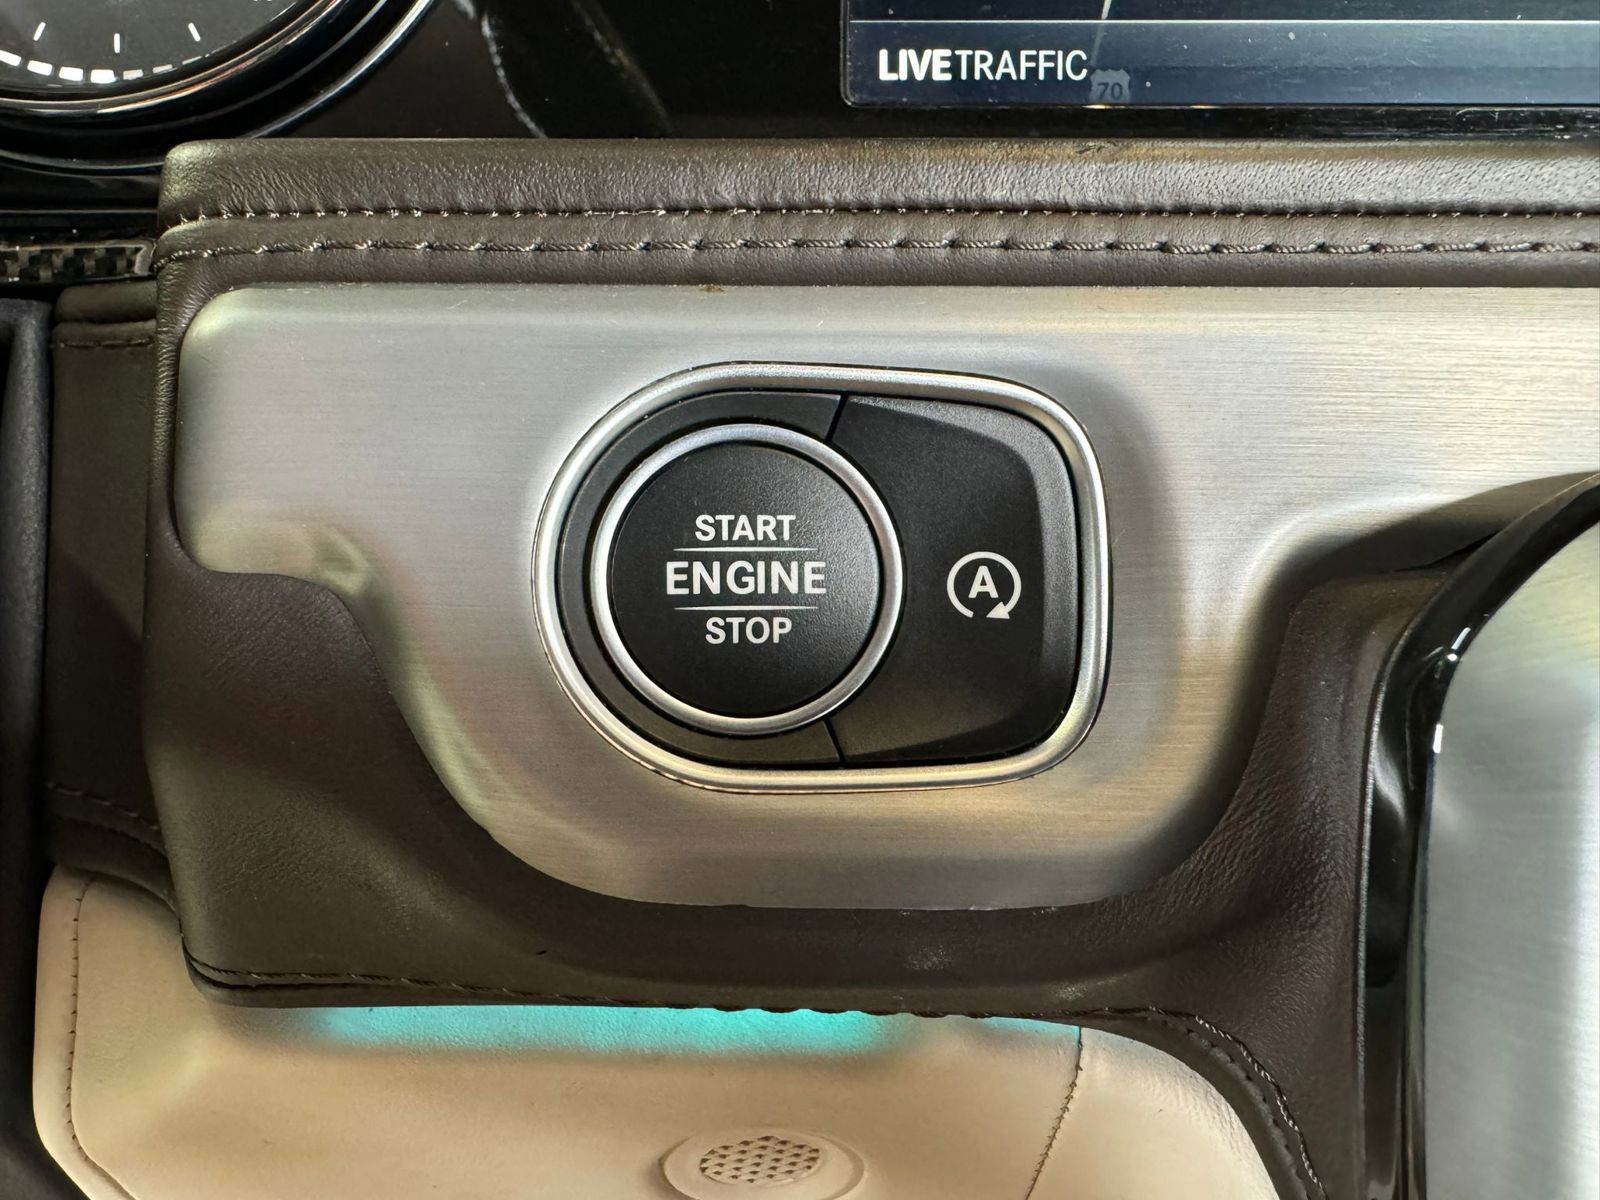 LIVETRAFFIC
70
START
ENGINE
STOP
A